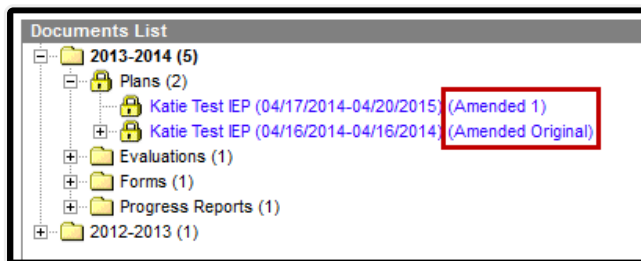 Documents List
2013-2014 (5)
Plans (2)
Katie Test IEP (04/17/2014-04/20/2015) (Amended 1)
Katie Test IEP (04/16/2014-04/16/2014) (Amended Original)
Evaluations (1)
Forms (1)
Progress Reports (1)
2012-2013 (1)